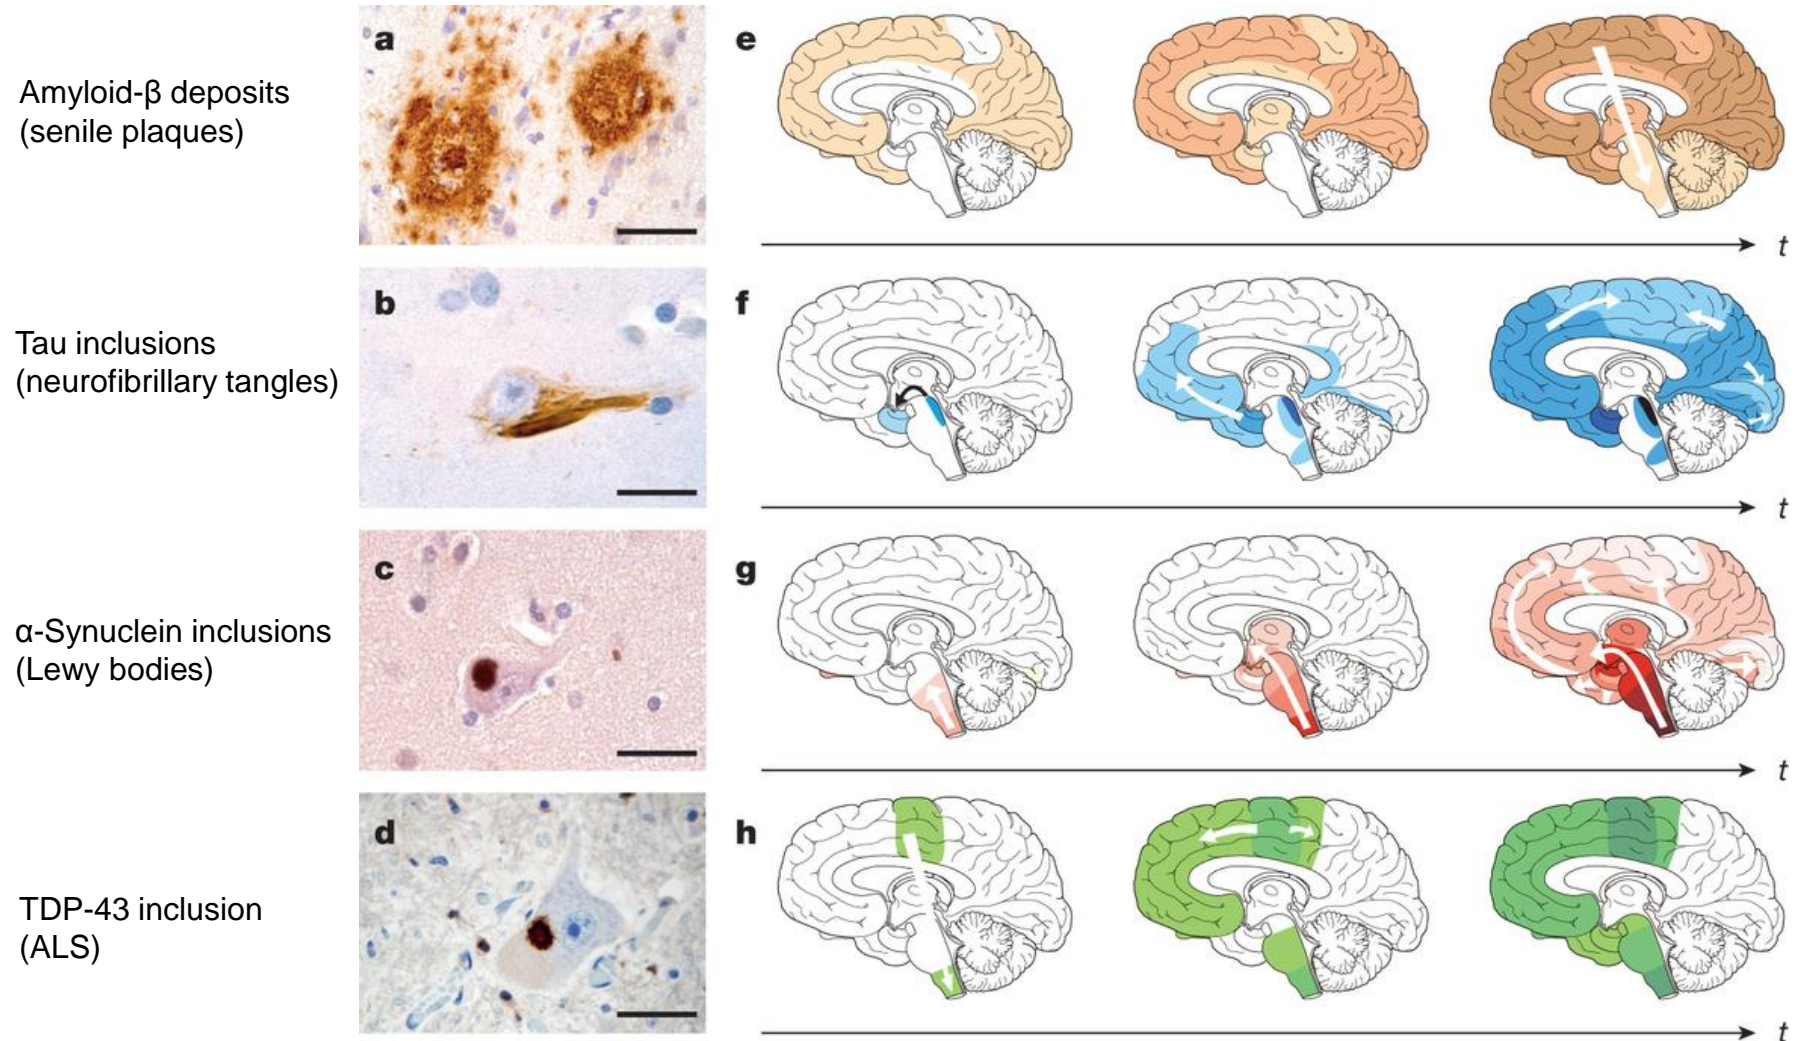 a
e
Amyloid-β deposits
(senile plaques)
t
b
f
Tau inclusions
(neurofibrillary tangles)
t
c
g
α-Synuclein inclusions
(Lewy bodies)
t
d
h
TDP-43 inclusion
(ALS)
t